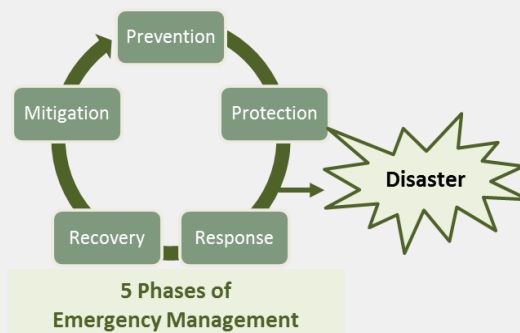 Prevention
Mitigation
Protection
Disaster
Recovery
Response
5 Phases of
Emergency Management